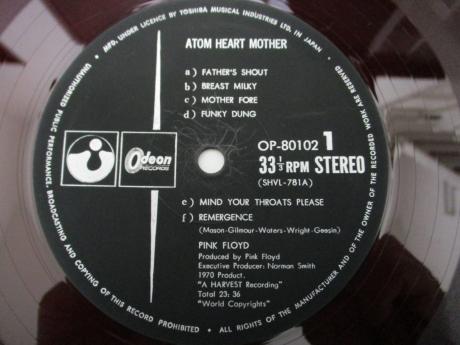 MFD. UNDER LICENCE BY TOSHIBA MUSICAL INDUSTRIES LTD. IN JAPAN •
ALL RIGHTS OF THE MANUFACTURER AND OF THE OWNER OF THE RECORDED WORK ARE RESERVED
UNAUTHORIZED PUBLIC PERFORMANCE, BROADCASTING AND COPYING OF THIS RECORD PROHIBITED •
ATOM HEART MOTHER
a) FATHER'S SHOUT
b) BREAST MILKY
c) MOTHER FORE
d) FUNKY DUNG
Odeon
RECORDS
OP-80102 1
33 1/3 RPM STEREO
(SHVL-781A)
e) MIND YOUR THROATS PLEASE
f) REMERGENCE
(Mason-Gilmour-Waters-Wright-Geesin)
PINK FLOYD
Produced by Pink Floyd
Executive Producer: Norman Smith
1970 Product.
"A HARVEST Recording"
Total 23: 36
"World Copyrights"